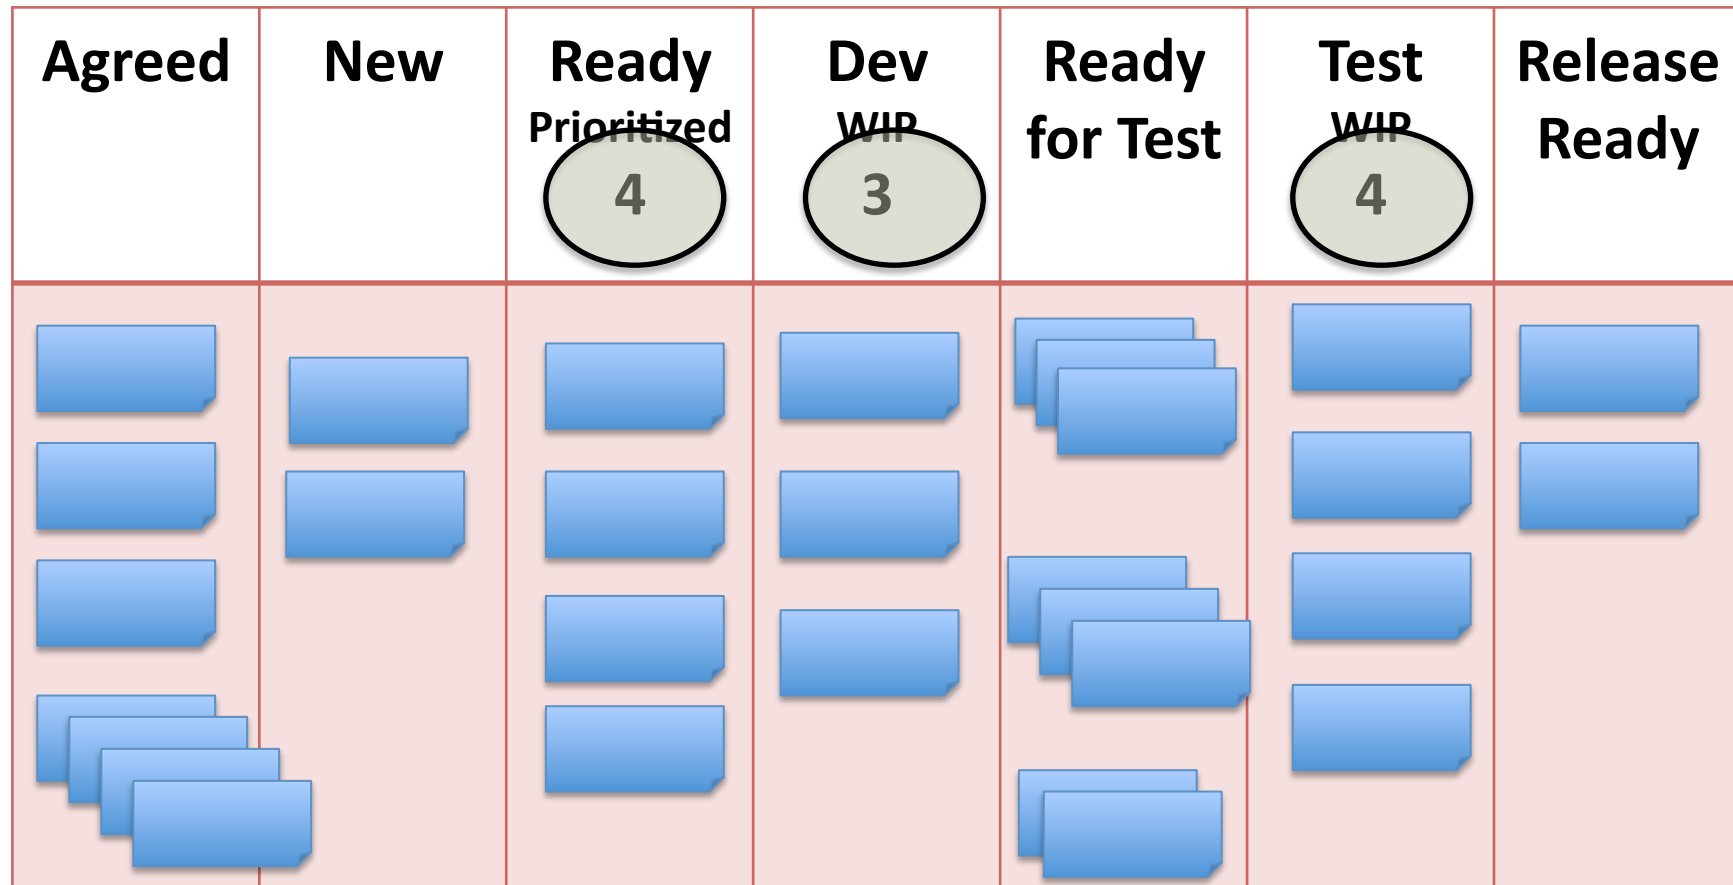 Agreed
New
Ready
Prioritized
4
Dev
WIP
3
Ready
for Test
Test
WIP
4
Release
Ready